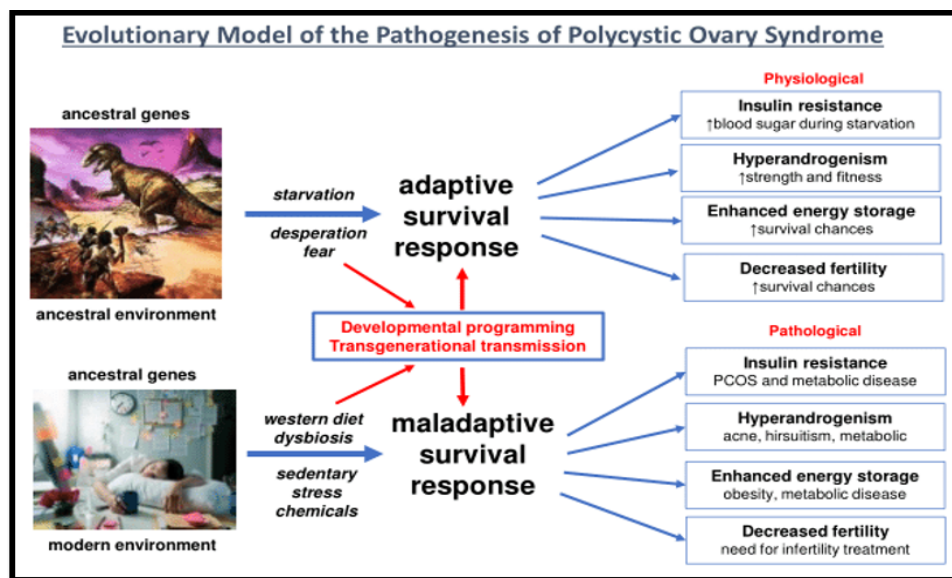 Evolutionary Model of the Pathogenesis of Polycystic Ovary Syndrome
ancestral genes
ancestral environment
starvation
desperation
fear
adaptive
survival
response
Physiological
Insulin resistance
↑blood sugar during starvation
Hyperandrogenism
↑strength and fitness
Enhanced energy storage
↑survival chances
Decreased fertility
↑survival chances
Developmental programming
Transgenerational transmission
ancestral genes
modern environment
western diet
dysbiosis
sedentary
stress
chemicals
maladaptive
survival
response
Pathological
Insulin resistance
PCOS and metabolic disease
Hyperandrogenism
acne, hirsuitism, metabolic
Enhanced energy storage
obesity, metabolic disease
Decreased fertility
need for infertility treatment